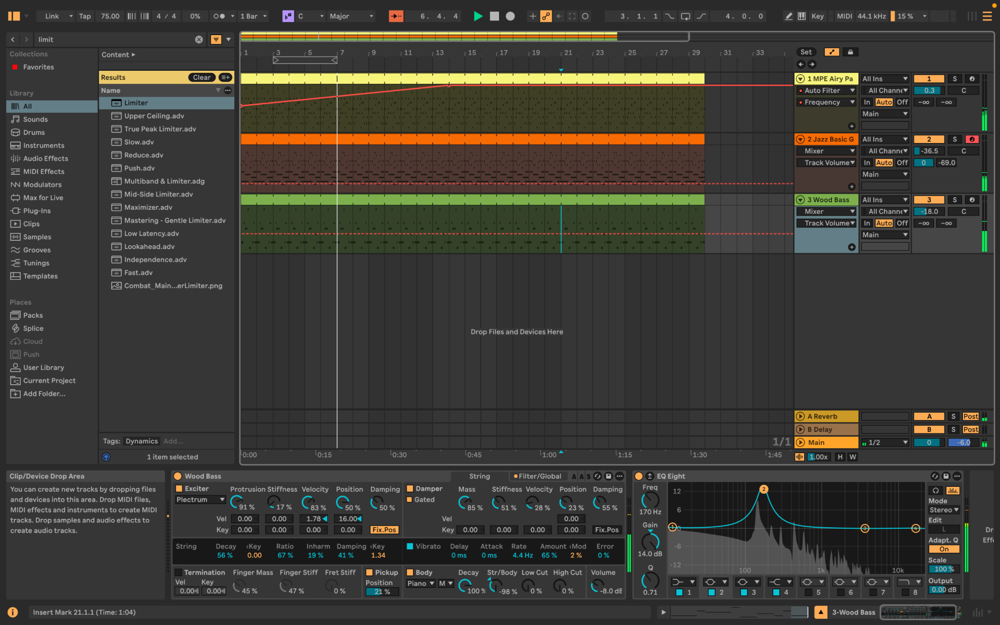 Link Tap 75.00 4 / 4 0% 1 Bar C Major 6. 4. 4 3. 1. 1 4. 0. 0 Key MIDI 44.1 kHz 15 %
limit
Collections
Favorites
Library
All
Sounds
Drums
Instruments
Audio Effects
MIDI Effects
Modulators
Max for Live
Plug-Ins
Clips
Samples
Grooves
Tunings
Templates
Places
Packs
Splice
Cloud
Push
User Library
Current Project
Add Folder...
Content
Results Clear
Name
Limiter
Upper Ceiling.adv
True Peak Limiter.adv
Slow.adv
Reduce.adv
Push.adv
Multiband & Limiter.adg
Mid-Side Limiter.adv
Maximizer.adv
Mastering - Gentle Limiter.adv
Low Latency.adv
Lookahead.adv
Independence.adv
Fast.adv
Combat_Main...erLimiter.png
Tags: Dynamics Add...
1 item selected
1 3 5 7 9 11 13 15 17 19 21 23 25 27 29 31 33
Set
1 MPE Airy Pa All Ins 1 S
Auto Filter All Channe 0.3 C
Frequency In Auto Off -∞ -∞
Main
2 Jazz Basic G All Ins 2 S
Mixer All Channe -36.5 C
Track Volume In Auto Off 0 -69.0
Main
3 Wood Bass All Ins 3 S
Mixer All Channe -18.0 C
Track Volume In Auto Off -∞ -∞
Main
Drop Files and Devices Here
A Reverb A S Post
B Delay B S Post
1/1 Main 1/2 0 -6.0
0:00 0:15 0:30 0:45 1:00 1:15 1:30 1:45
1.00x H W
Clip/Device Drop Area
You can create new tracks by dropping files
and devices into this area. Drop MIDI files,
MIDI effects and instruments to create MIDI
tracks. Drop samples and audio effects to
create audio tracks.
Wood Bass String Filter/Global A A S
Exciter Protrusion Stiffness Velocity Position Damping
Plectrum 91 % 17 % 83 % 50 % 50 %
Vel 0.00 0.00 1.78 16.00
Key 0.00 0.00 0.00 0.00 Fix.Pos
Damper Mass Stiffness Velocity Position Damping
Gated 85 % 51 % 28 % 23 % 55 %
Vel 0.00
Key 0.00 0.00 0.00 0.00 Fix.Pos
String Decay <Key Ratio Inharm Damping <Key
56 % 0.00 67 % 19 % 41 % 1.34
Vibrato Delay Attack Rate Amount <Mod Error
0 ms 0 ms 4.4 Hz 65 % 2 % 0 %
Termination Finger Mass Finger Stiff Fret Stiff
Vel Key
0.00 0.00 45 % 47 % 0 %
Pickup
Position
21 %
Body Decay Str/Body Low Cut High Cut Volume
Piano M 100 % -98 % 0 % 0 % -8.0 dE
EQ Eight
Freq
170 Hz
Gain
14.0 dB
Q
0.71
12
6
0
-6
-12
100 1k 10k
1 2 3 4
1 2 3 4 5 6 7 8
Mode
Stereo
Edit
L
Adapt. Q
On
Scale
100 %
Output
0.00 dB
Dr
Effe
Insert Mark 21.1.1 (Time: 1:04)
3-Wood Bass